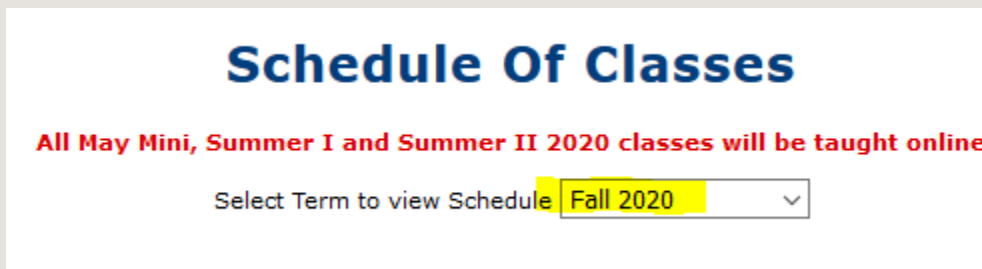 Schedule Of Classes
All May Mini, Summer I and Summer II 2020 classes will be taught online
Select Term to view Schedule Fall 2020